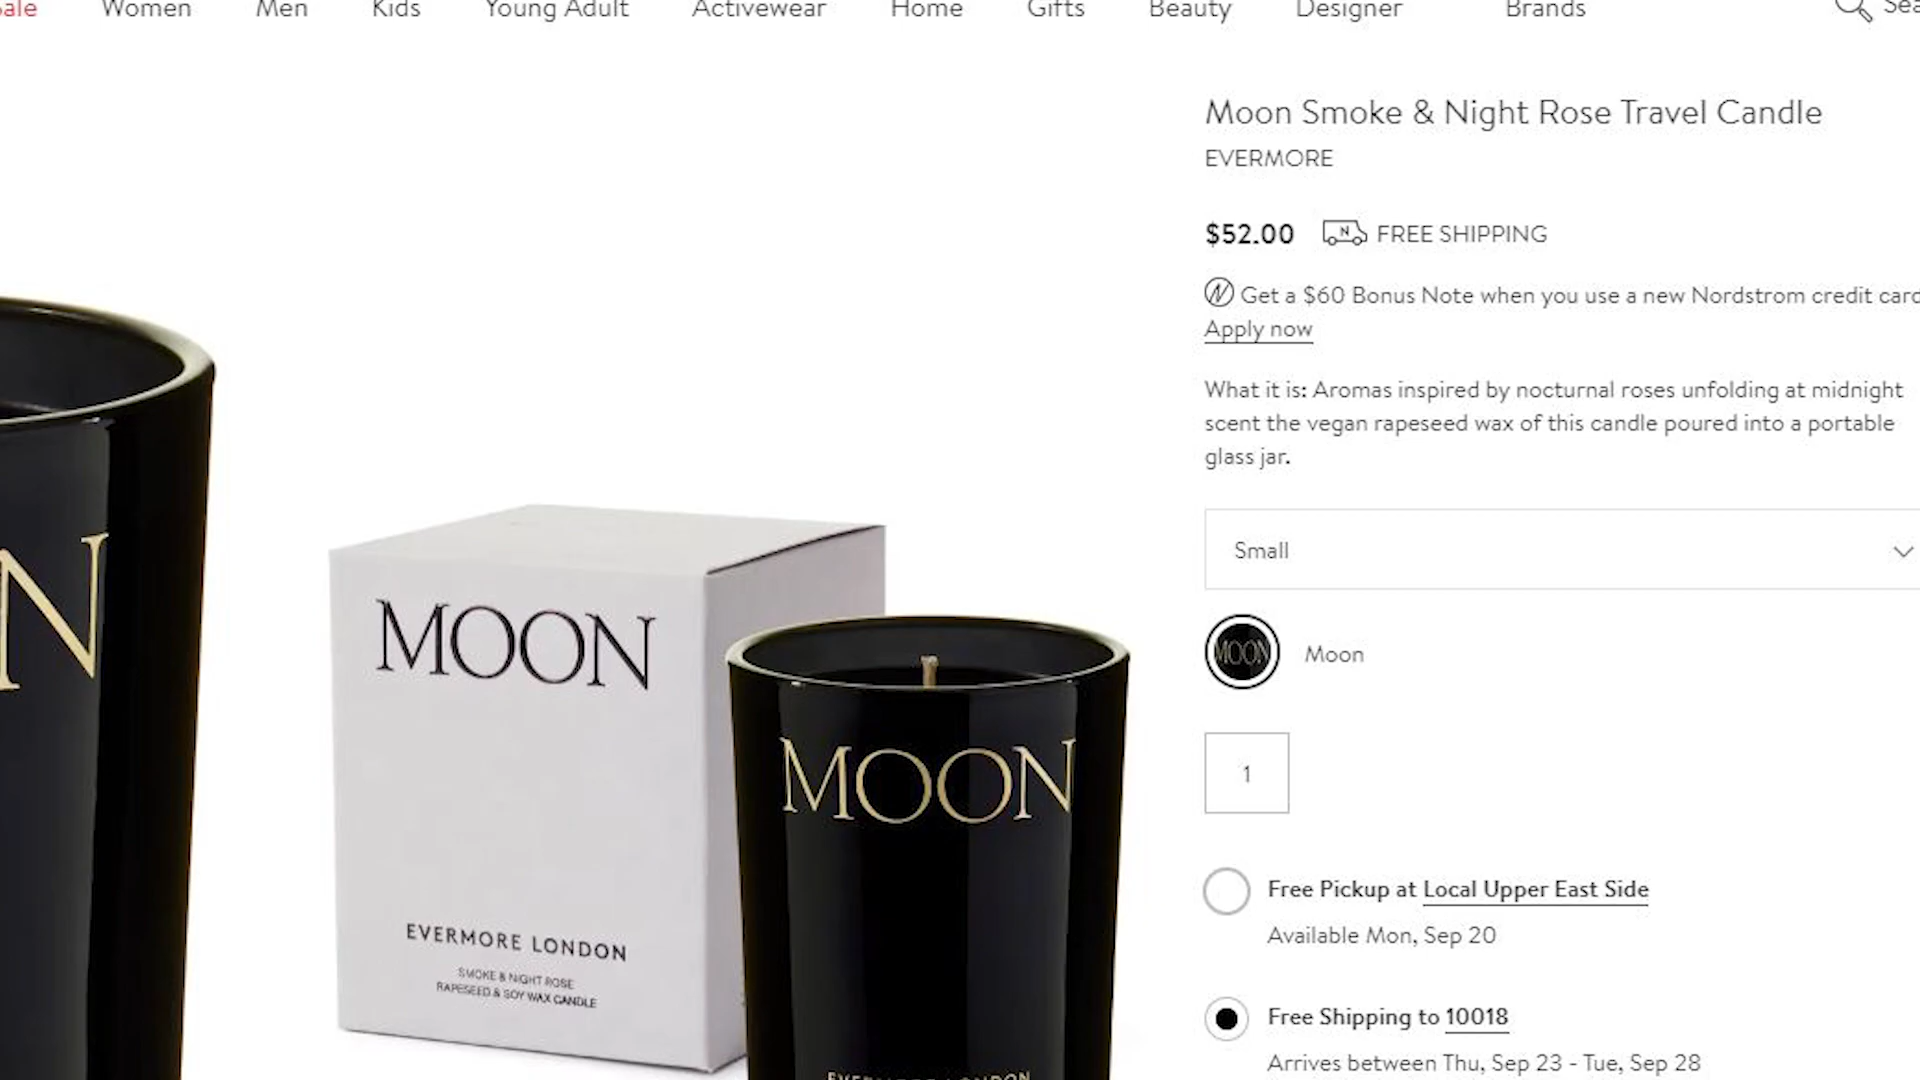 Women Men Kids Young Adult Activewear Home Gifts Beauty Designer Brands
Moon Smoke & Night Rose Travel Candle
EVERMORE
$52.00 FREE SHIPPING
Get a $60 Bonus Note when you use a new Nordstrom credit card
Apply now
What it is: Aromas inspired by nocturnal roses unfolding at midnight
scent the vegan rapeseed wax of this candle poured into a portable
glass jar.
Small
MOON Moon
1
Free Pickup at Local Upper East Side
Available Mon, Sep 20
Free Shipping to 10018
Arrives between Thu, Sep 23 - Tue, Sep 28
N
MOON
EVERMORE LONDON
SMOKE & NIGHT ROSE
RAPESEED & SOY WAX CANDLE
MOON
EVERMORE LONDON